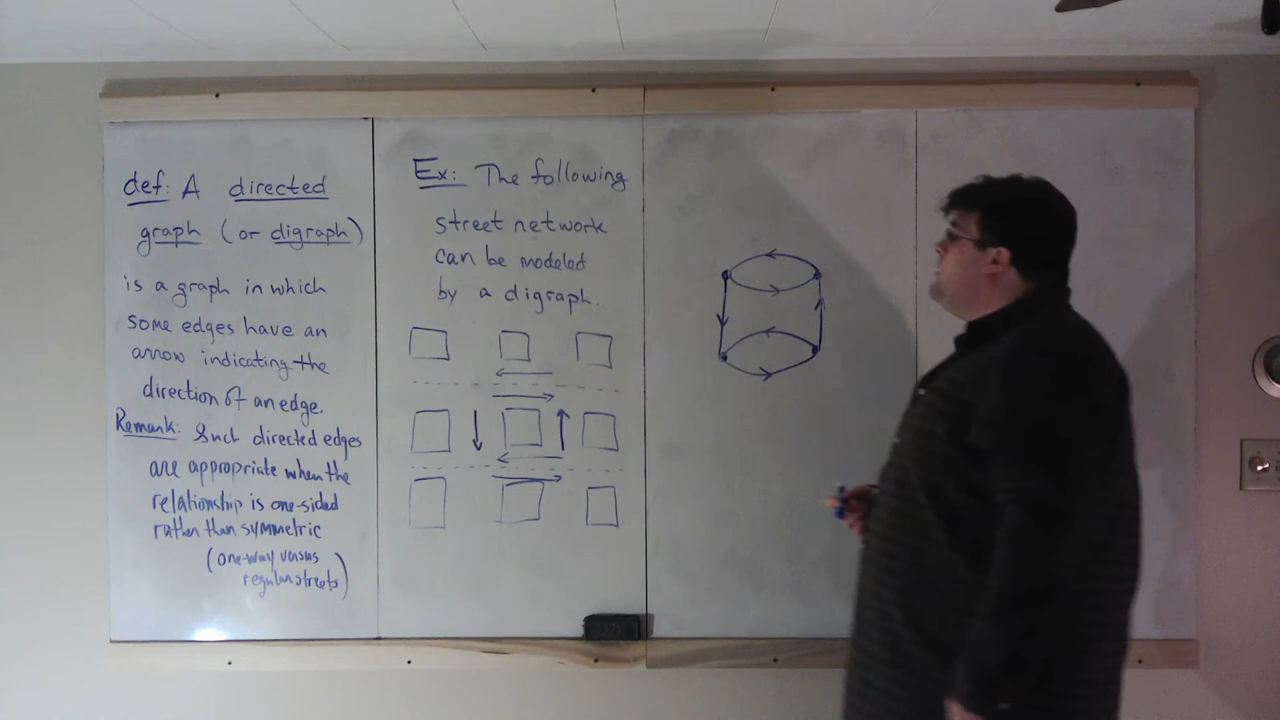 def: A directed
graph (or digraph)
is a graph in which
some edges have an
arrow indicating the
direction of an edge.
Remark: Such directed edges
are appropriate when the
relationship is one-sided
rather than symmetric
(one-way versus
regular streets)
Ex: The following
street network
can be modeled
by a digraph.